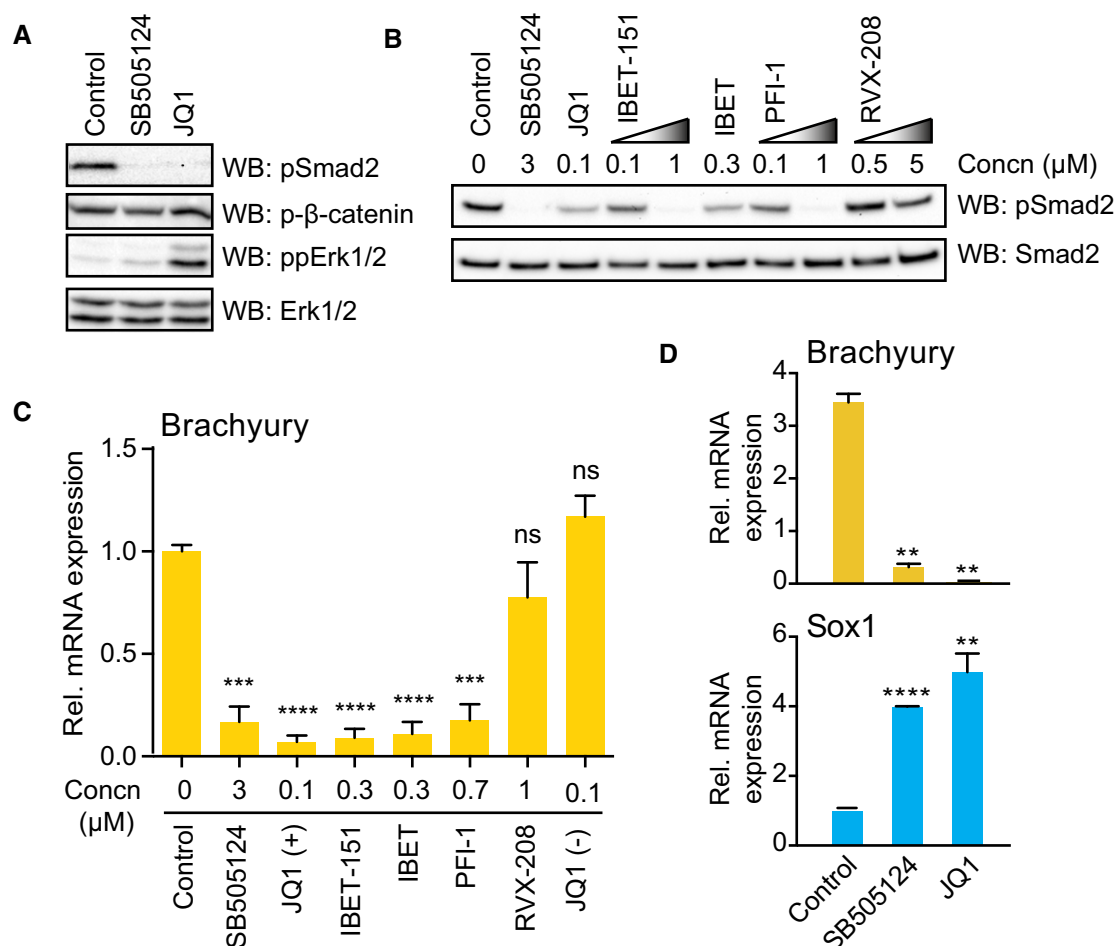 A
Control
SB505124
JQ1
WB: pSmad2
WB: p-β-catenin
WB: ppErk1/2
WB: Erk1/2
B
Control
SB505124
JQ1
IBET-151
IBET
PFI-1
RVX-208
0 3 0.1 0.1 1 0.3 0.1 1 0.5 5 Concn (µM)
WB: pSmad2
WB: Smad2
C
Brachyury
Rel. mRNA expression
1.5
1.0
0.5
0.0
*** **** **** **** *** ns ns
Concn (µM)
0 3 0.1 0.3 0.3 0.7 1 0.1
Control
SB505124
JQ1 (+)
IBET-151
IBET
PFI-1
RVX-208
JQ1 (-)
D
Brachyury
Rel. mRNA
expression
4
3
2
1
0
** **
Sox1
Rel. mRNA
expression
6
4
2
0
**** **
Control
SB505124
JQ1